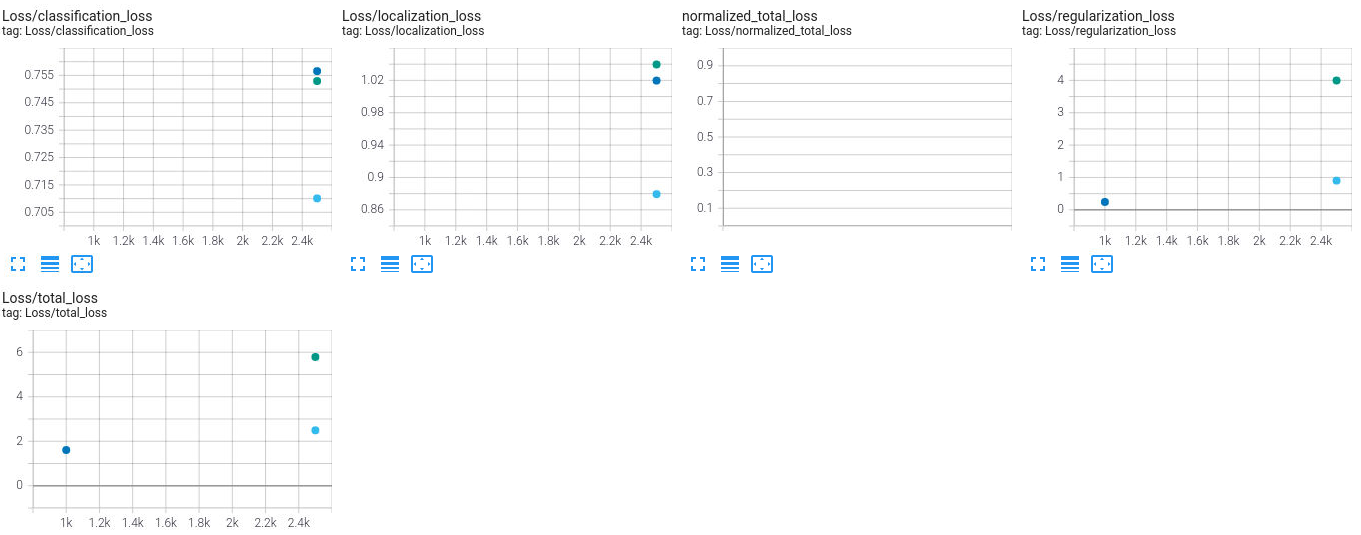 Loss/classification_loss
tag: Loss/classification_loss
0.755
0.745
0.735
0.725
0.715
0.705
1k 1.2k 1.4k 1.6k 1.8k 2k 2.2k 2.4k
Loss/localization_loss
tag: Loss/localization_loss
1.02
0.98
0.94
0.9
0.86
1k 1.2k 1.4k 1.6k 1.8k 2k 2.2k 2.4k
normalized_total_loss
tag: Loss/normalized_total_loss
0.9
0.7
0.5
0.3
0.1
Loss/regularization_loss
tag: Loss/regularization_loss
4
3
2
1
0
1k 1.2k 1.4k 1.6k 1.8k 2k 2.2k 2.4k
Loss/total_loss
tag: Loss/total_loss
6
4
2
0
1k 1.2k 1.4k 1.6k 1.8k 2k 2.2k 2.4k